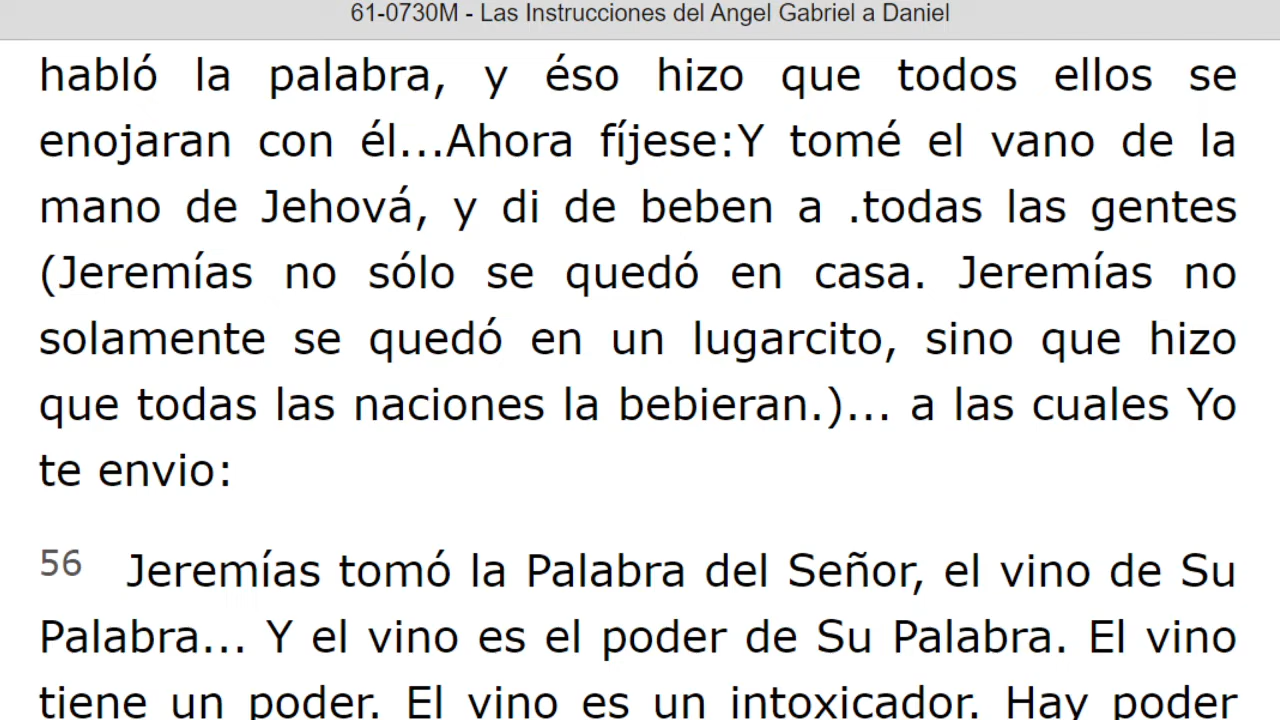 61-0730M - Las Instrucciones del Angel Gabriel a Daniel
habló la palabra, y éso hizo que todos ellos se
enojaran con él...Ahora fíjese:Y tomé el vano de la
mano de Jehová, y di de beben a .todas las gentes
(Jeremías no sólo se quedó en casa. Jeremías no
solamente se quedó en un lugarcito, sino que hizo
que todas las naciones la bebieran.)... a las cuales Yo
te envio:
56 Jeremías tomó la Palabra del Señor, el vino de Su
Palabra... Y el vino es el poder de Su Palabra. El vino
tiene un poder. El vino es un intoxicador. Hay poder